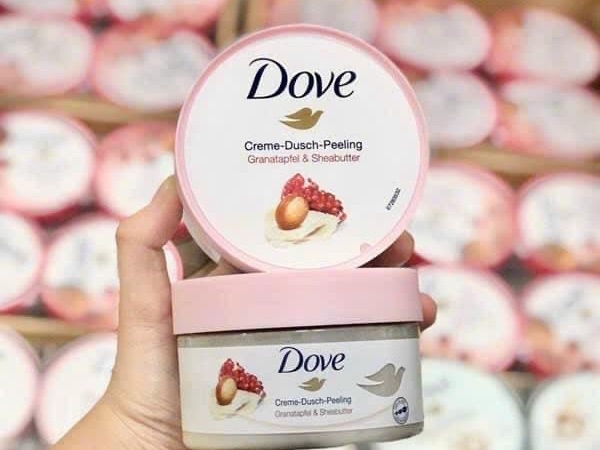 Dove
Creme-Dusch-Peeling
Granatapfel & Sheabutter
Dove
Creme-Dusch-Peeling
Granatapfel & Sheabutter